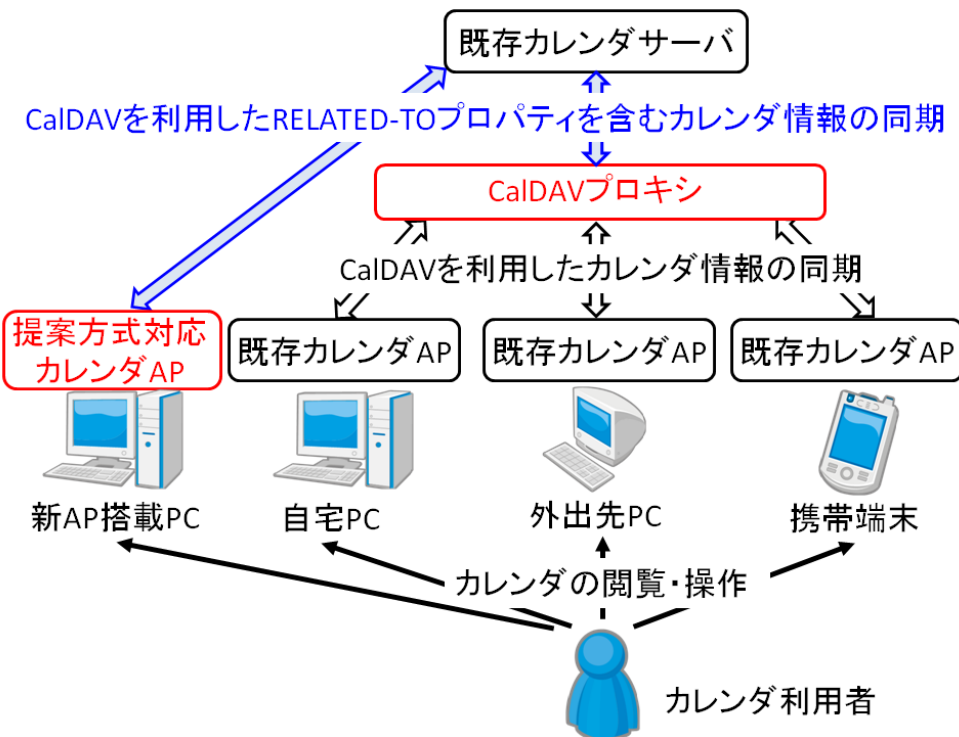 既存カレンダサーバ
CalDAVを利用したRELATED-TOプロパティを含むカレンダ情報の同期
CalDAVプロキシ
CalDAVを利用したカレンダ情報の同期
提案方式対応
カレンダAP
既存カレンダAP
既存カレンダAP
既存カレンダAP
新AP搭載PC
自宅PC
外出先PC
携帯端末
カレンダの閲覧・操作
カレンダ利用者